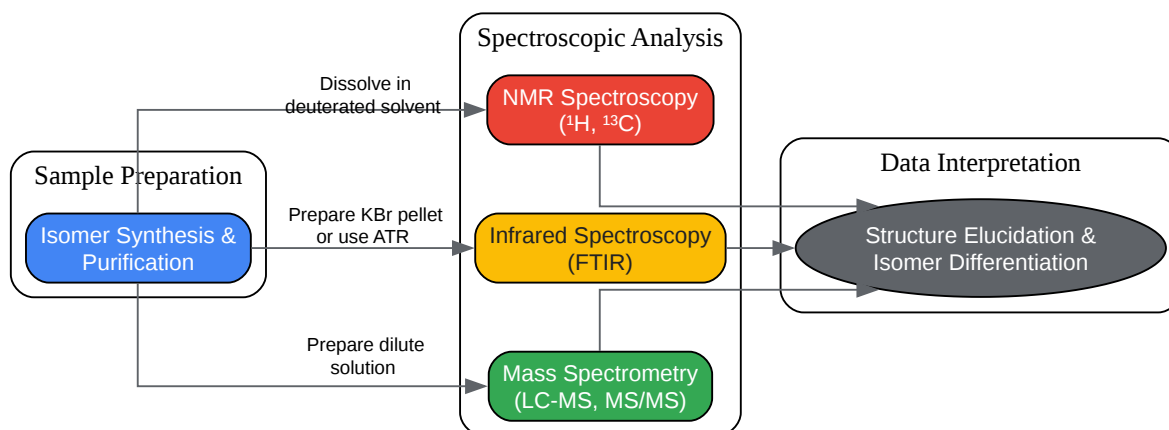 Spectroscopic Analysis
Dissolve in
deuterated solvent
NMR Spectroscopy
(¹H, ¹³C)
Sample Preparation
Isomer Synthesis &
Purification
Prepare KBr pellet
or use ATR
Infrared Spectroscopy
(FTIR)
Data Interpretation
Structure Elucidation &
Isomer Differentiation
Prepare dilute
solution
Mass Spectrometry
(LC-MS, MS/MS)